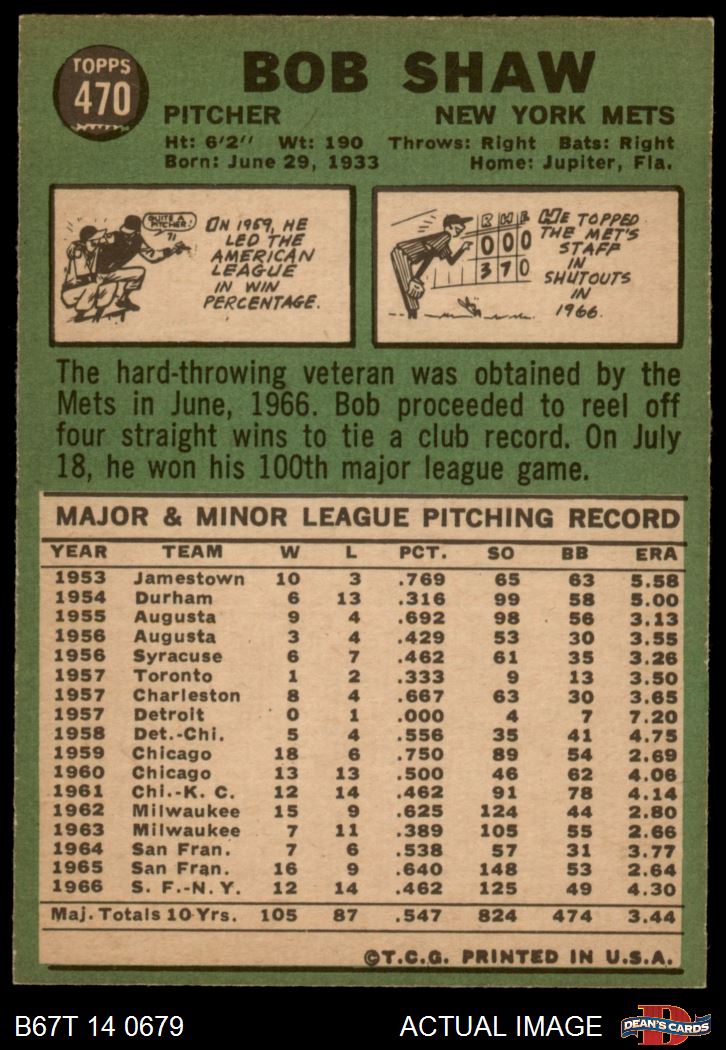 TOPPS
470
BOB SHAW
PITCHER NEW YORK METS
Ht: 6'2" Wt: 190 Throws: Right Bats: Right
Born: June 29, 1933 Home: Jupiter, Fla.
QUITE A
PITCHER!
ON 1959, HE
LED THE
AMERICAN
LEAGUE
IN WIN
PERCENTAGE.
R H E
0 0 0
3 7 0
HE TOPPED
THE MET'S
STAFF
IN
SHUTOUTS
IN
1966.
The hard-throwing veteran was obtained by the
Mets in June, 1966. Bob proceeded to reel off
four straight wins to tie a club record. On July
18, he won his 100th major league game.
MAJOR & MINOR LEAGUE PITCHING RECORD
YEAR TEAM W L PCT. SO BB ERA
1953 Jamestown 10 3 .769 65 63 5.58
1954 Durham 6 13 .316 99 58 5.00
1955 Augusta 9 4 .692 98 56 3.13
1956 Augusta 3 4 .429 53 30 3.55
1956 Syracuse 6 7 .462 61 35 3.26
1957 Toronto 1 2 .333 9 13 3.50
1957 Charleston 8 4 .667 63 30 3.65
1957 Detroit 0 1 .000 4 7 7.20
1958 Det.-Chi. 5 4 .556 35 41 4.75
1959 Chicago 18 6 .750 89 54 2.69
1960 Chicago 13 13 .500 46 62 4.06
1961 Chi.-K. C. 12 14 .462 91 78 4.14
1962 Milwaukee 15 9 .625 124 44 2.80
1963 Milwaukee 7 11 .389 105 55 2.66
1964 San Fran. 7 6 .538 57 31 3.77
1965 San Fran. 16 9 .640 148 53 2.64
1966 S. F.-N. Y. 12 14 .462 125 49 4.30
Maj. Totals 10 Yrs. 105 87 .547 824 474 3.44
©T.C.G. PRINTED IN U.S.A.
B67T 14 0679 ACTUAL IMAGE
D
DEAN'S CARDS